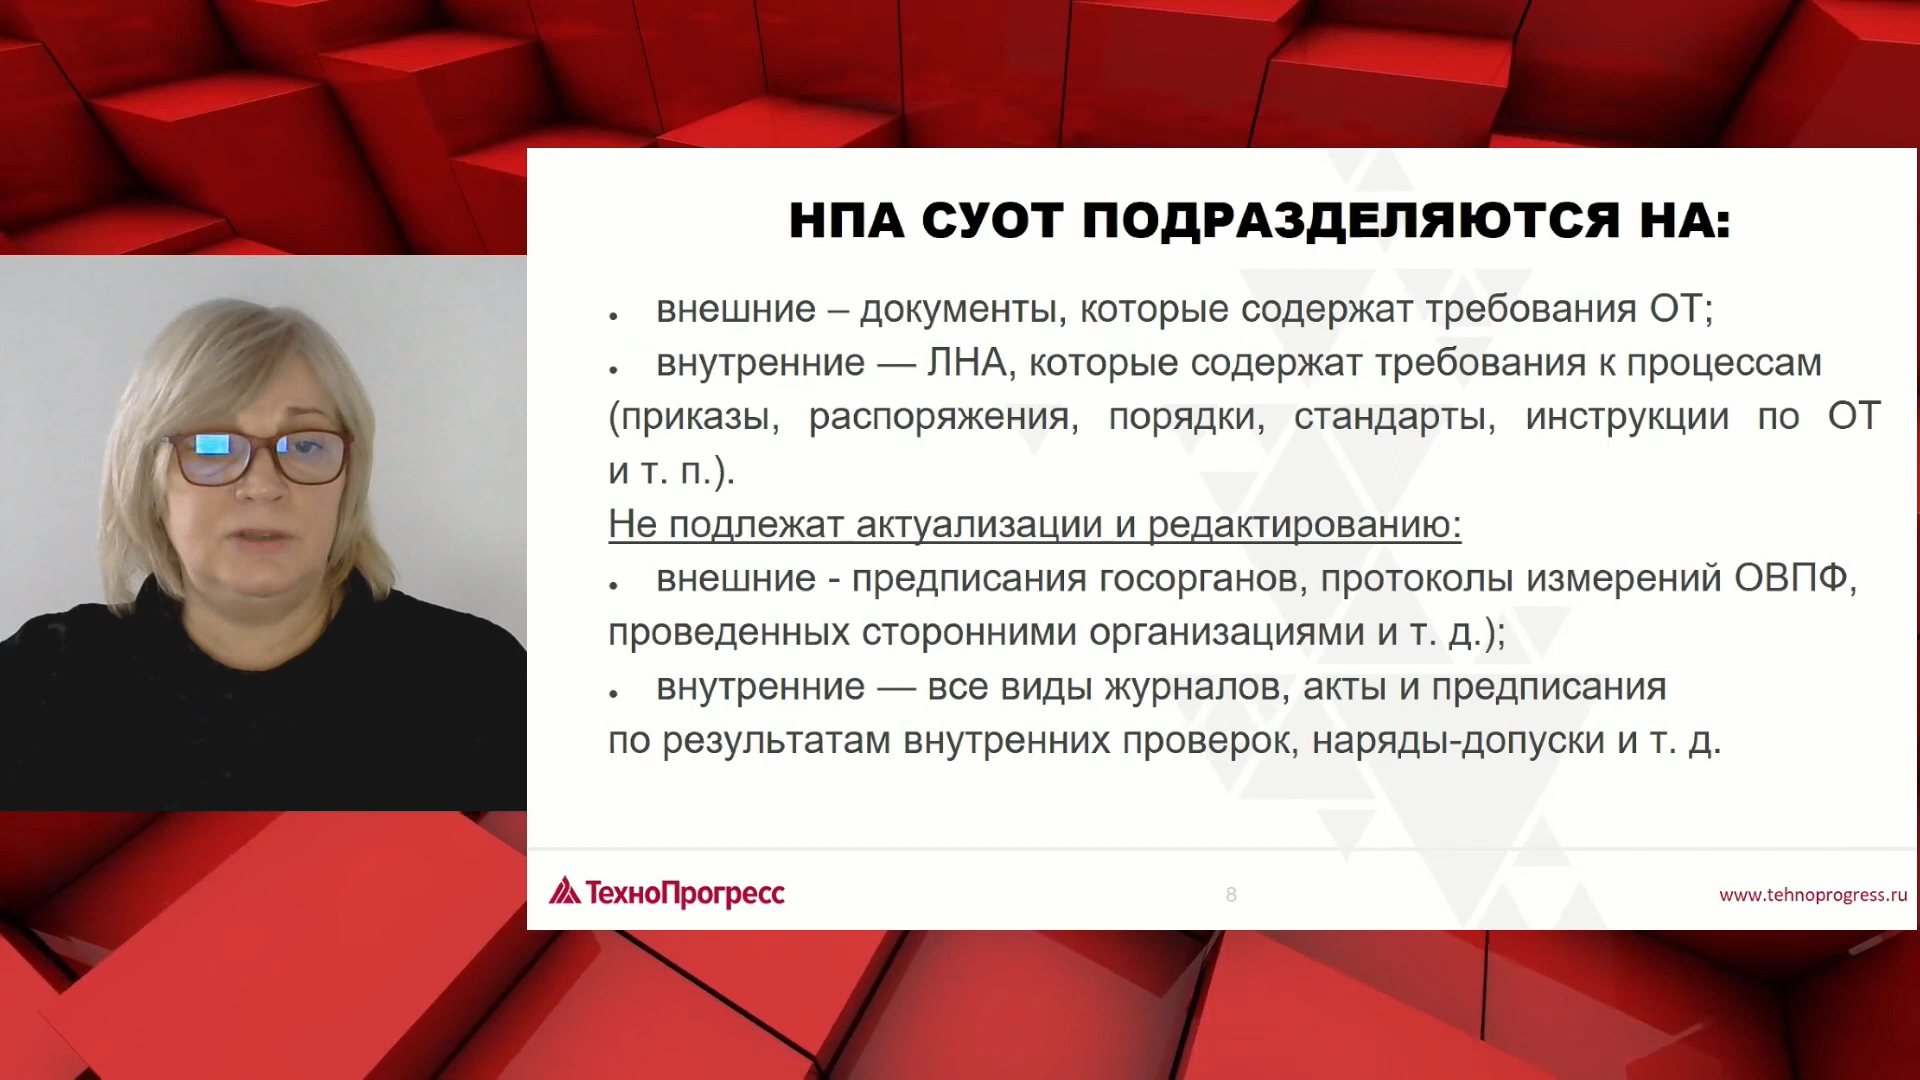 НПА СУОТ ПОДРАЗДЕЛЯЮТСЯ НА:
• внешние – документы, которые содержат требования ОТ;
• внутренние — ЛНА, которые содержат требования к процессам
(приказы, распоряжения, порядки, стандарты, инструкции по ОТ
и т. п.).
Не подлежат актуализации и редактированию:
• внешние - предписания госорганов, протоколы измерений ОВПФ,
проведенных сторонними организациями и т. д.);
• внутренние — все виды журналов, акты и предписания
по результатам внутренних проверок, наряды-допуски и т. д.
ТехноПрогресс
8
www.tehnoprogress.ru